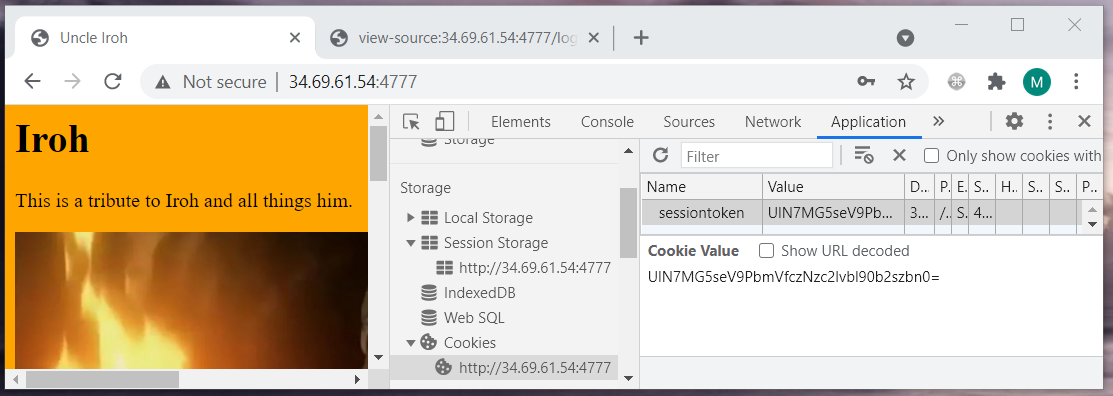 Uncle Iroh
view-source:34.69.61.54:4777/log
Not secure | 34.69.61.54:4777
M
Iroh
This is a tribute to Iroh and all things him.
Elements Console Sources Network Application
Storage
Storage
Local Storage
Session Storage
http://34.69.61.54:4777
IndexedDB
Web SQL
Cookies
http://34.69.61.54:4777
Filter
Only show cookies with
Name Value D... P. E. S... H. S... S... P...
sessiontoken UlN7MG5seV9Pb... 3... /... S. 4...
Cookie Value Show URL decoded
UlN7MG5seV9PbmVfczNzc2lvbl90b2szbn0=